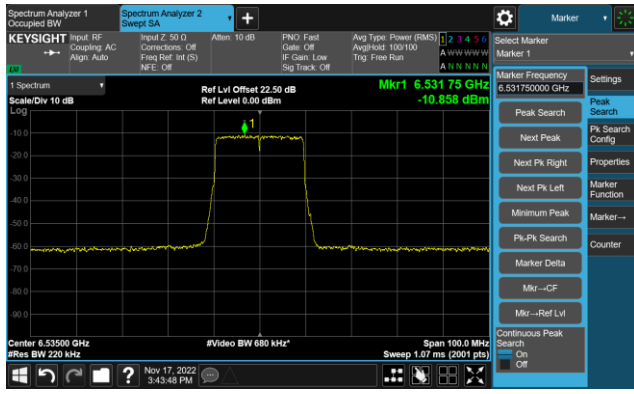 Spectrum Analyzer 1
Occupied BW
Spectrum Analyzer 2
Swept SA
+
Marker
KEYSIGHT
Input: RF
Coupling: AC
Align: Auto
Input Z: 50 Ω
Corrections: Off
Freq Ref: Int (S)
NFE: Off
Atten: 10 dB
PNO: Fast
Gate: Off
IF Gain: Low
Sig Track: Off
Avg Type: Power (RMS)
Avg|Hold: 100/100
Trig: Free Run
1 2 3 4 5 6
A W W W W W
A N N N N N
Select Marker
Marker 1
1 Spectrum
Scale/Div 10 dB
Log
Ref Lvl Offset 22.50 dB
Ref Level 0.00 dBm
Mkr1 6.531 75 GHz
-10.858 dBm
1
-10.0
-20.0
-30.0
-40.0
-50.0
-60.0
-70.0
-80.0
-90.0
Center 6.53500 GHz
#Res BW 220 kHz
#Video BW 680 kHz*
Span 100.0 MHz
Sweep 1.07 ms (2001 pts)
Marker Frequency
6.531750000 GHz
Peak Search
Next Peak
Next Pk Right
Next Pk Left
Minimum Peak
Pk-Pk Search
Marker Delta
Mkr→CF
Mkr→Ref Lvl
Continuous Peak
Search
On
Off
Settings
Peak
Search
Pk Search
Config
Properties
Marker
Function
Marker→
Counter
?
Nov 17, 2022
3:43:48 PM